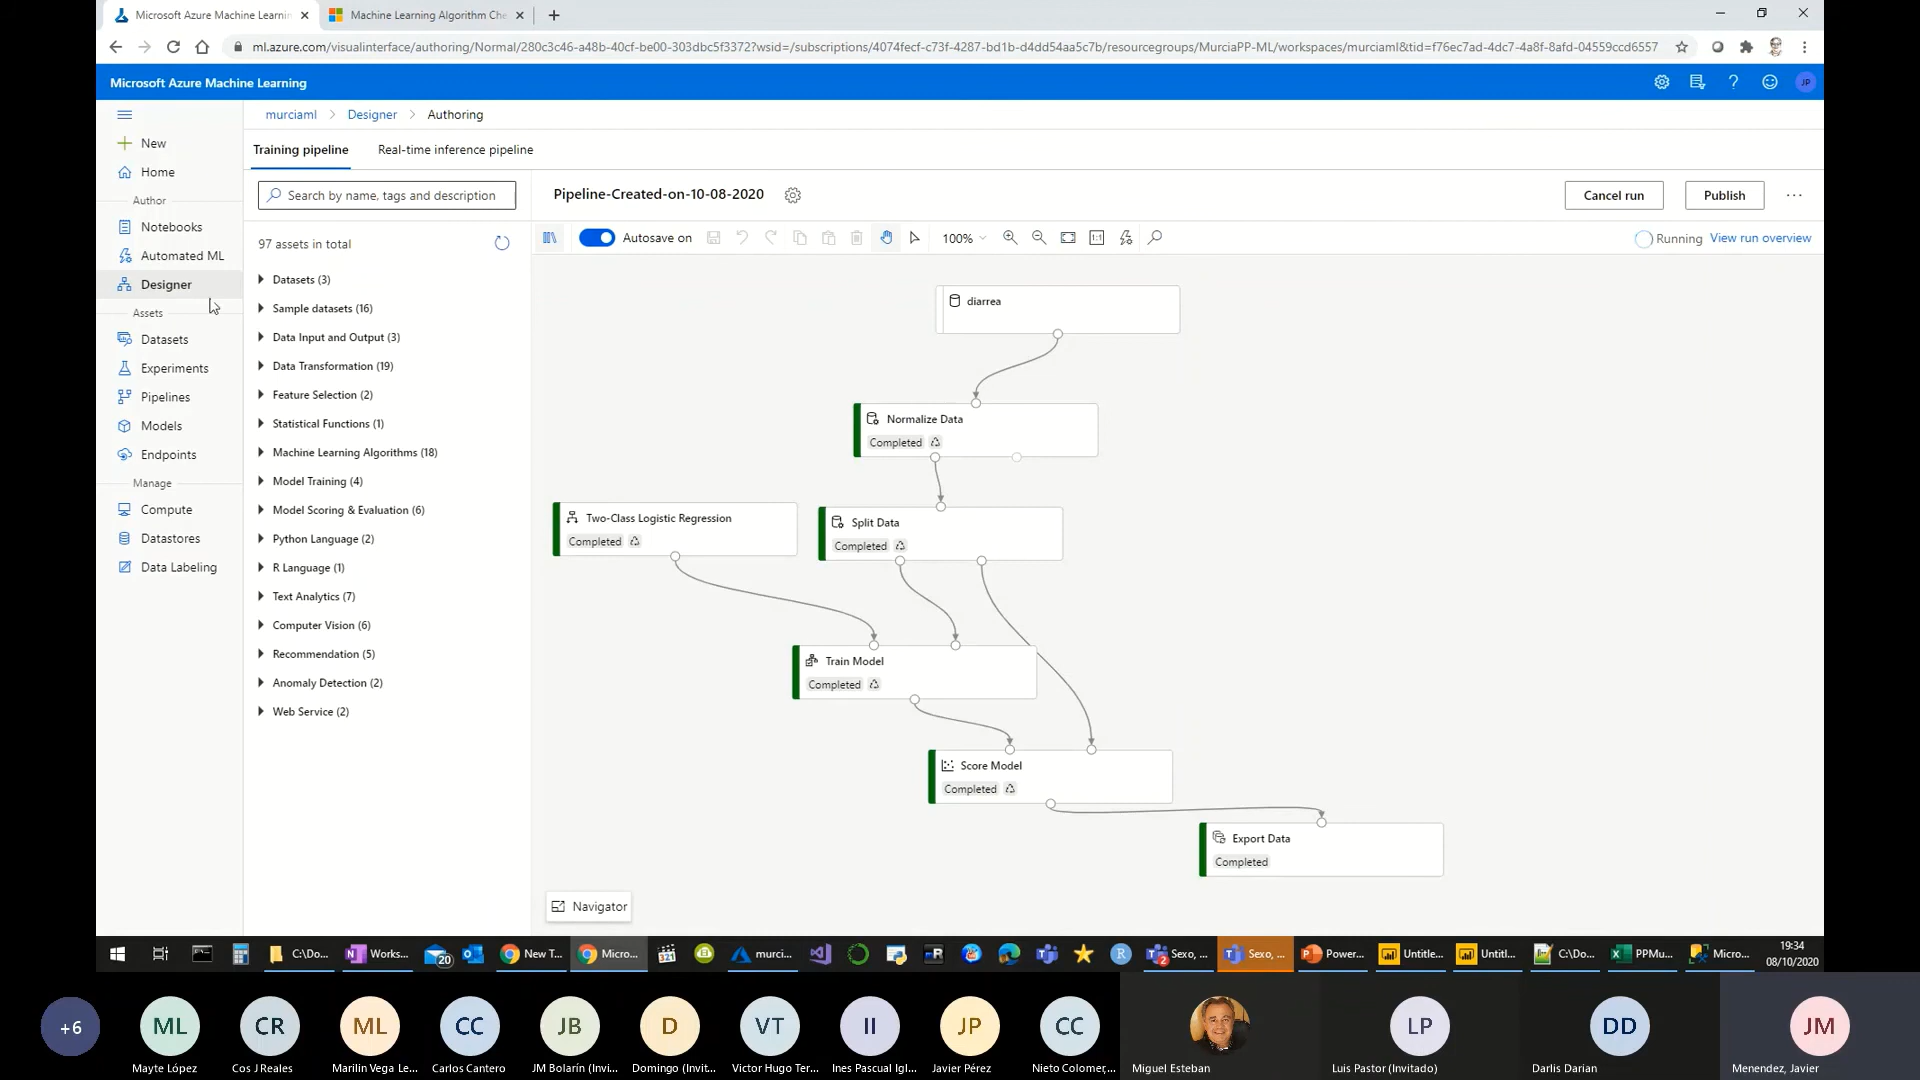 Microsoft Azure Machine Learnin
Machine Learning Algorithm Che
ml.azure.com/visualinterface/authoring/Normal/280c3c46-a48b-40cf-be00-303dbc5f3372?wsid=/subscriptions/4074fecf-c73f-4287-bd1b-d4dd54aa5c7b/resourcegroups/MurciaPP-ML/workspaces/murciaml&tid=f76ec7ad-4dc7-4a8f-8afd-04559ccd6557
Microsoft Azure Machine Learning
JP
murciaml > Designer > Authoring
New
Home
Author
Notebooks
Automated ML
Designer
Assets
Datasets
Experiments
Pipelines
Models
Endpoints
Manage
Compute
Datastores
Data Labeling
Training pipeline
Real-time inference pipeline
Search by name, tags and description
97 assets in total
Datasets (3)
Sample datasets (16)
Data Input and Output (3)
Data Transformation (19)
Feature Selection (2)
Statistical Functions (1)
Machine Learning Algorithms (18)
Model Training (4)
Model Scoring & Evaluation (6)
Python Language (2)
R Language (1)
Text Analytics (7)
Computer Vision (6)
Recommendation (5)
Anomaly Detection (2)
Web Service (2)
Pipeline-Created-on-10-08-2020
Cancel run
Publish
Autosave on
100%
Running
View run overview
diarrea
Normalize Data
Completed
Two-Class Logistic Regression
Completed
Split Data
Completed
Train Model
Completed
Score Model
Completed
Export Data
Completed
Navigator
20
C:\Do...
Works...
New T...
Micro...
321
murci...
R
R
2
Sexo, ...
Sexo, ...
Power...
Untitle...
Untitl...
C:\Do...
PPMu...
Micro...
19:34
08/10/2020
+6
ML
Mayte López
CR
Cos J Reales
ML
Marilin Vega Le...
CC
Carlos Cantero
JB
JM Bolarín (Invi...
D
Domingo (Invit...
VT
Victor Hugo Ter...
II
Ines Pascual Igl...
JP
Javier Pérez
CC
Nieto Colomer,...
Miguel Esteban
LP
Luis Pastor (Invitado)
DD
Darlis Darian
JM
Menendez, Javier